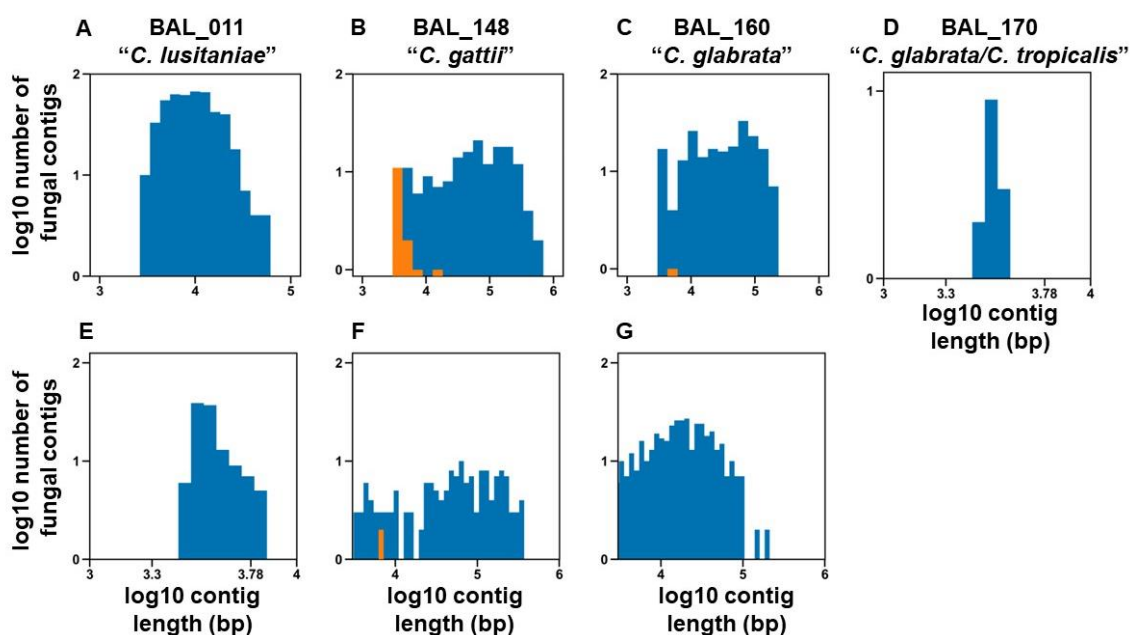 A BAL_011 B BAL_148 C BAL_160 D BAL_170
“C. lusitaniae” “C. gattii” “C. glabrata” “C. glabrata/C. tropicalis”
log10 number of
fungal contigs
2
1
0
3 4 5
2
1
0
3 4 5 6
2
1
0
3 4 5 6
1
0
3 3.3 3.78 4
log10 contig
length (bp)
E F G
log10 number of
fungal contigs
2
1
0
3 3.3 3.78 4
log10 contig
length (bp)
2
1
0
4 5 6
log10 contig
length (bp)
2
1
0
4 5 6
log10 contig
length (bp)